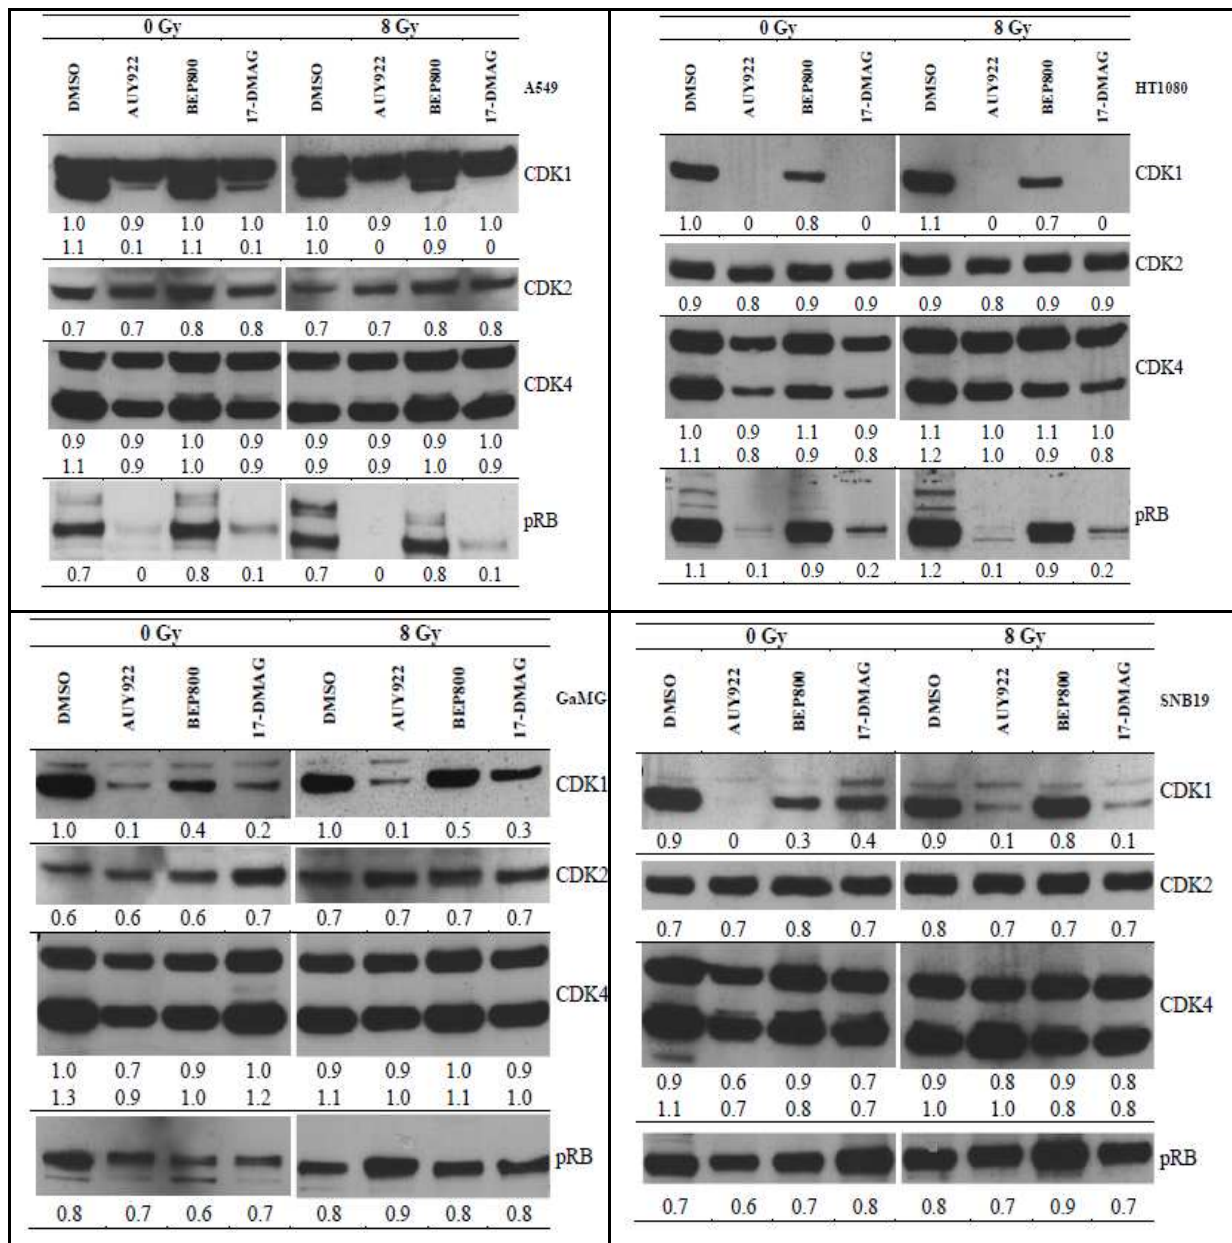 0 Gy 8 Gy
DMSO AUY922 BEP800 17-DMAG DMSO AUY922 BEP800 17-DMAG A549
CDK1
1.0 0.9 1.0 1.0 1.0 0.9 1.0 1.0
1.1 0.1 1.1 0.1 1.0 0 0.9 0
CDK2
0.7 0.7 0.8 0.8 0.7 0.7 0.8 0.8
CDK4
0.9 0.9 1.0 0.9 0.9 0.9 0.9 1.0
1.1 0.9 1.0 0.9 0.9 0.9 1.0 0.9
pRB
0.7 0 0.8 0.1 0.7 0 0.8 0.1
0 Gy 8 Gy
DMSO AUY922 BEP800 17-DMAG DMSO AUY922 BEP800 17-DMAG HT1080
CDK1
1.0 0 0.8 0 1.1 0 0.7 0
CDK2
0.9 0.8 0.9 0.9 0.9 0.8 0.9 0.9
CDK4
1.0 0.9 1.1 0.9 1.1 1.0 1.1 1.0
1.1 0.8 0.9 0.8 1.2 1.0 0.9 0.8
pRB
1.1 0.1 0.9 0.2 1.2 0.1 0.9 0.2
0 Gy 8 Gy
DMSO AUY922 BEP800 17-DMAG DMSO AUY922 BEP800 17-DMAG GaMG
CDK1
1.0 0.1 0.4 0.2 1.0 0.1 0.5 0.3
CDK2
0.6 0.6 0.6 0.7 0.7 0.7 0.7 0.7
CDK4
1.0 0.7 0.9 1.0 0.9 0.9 1.0 0.9
1.3 0.9 1.0 1.2 1.1 1.0 1.1 1.0
pRB
0.8 0.7 0.6 0.7 0.8 0.9 0.8 0.8
0 Gy 8 Gy
DMSO AUY922 BEP800 17-DMAG DMSO AUY922 BEP800 17-DMAG SNB19
CDK1
0.9 0 0.3 0.4 0.9 0.1 0.8 0.1
CDK2
0.7 0.7 0.8 0.7 0.8 0.7 0.7 0.7
CDK4
0.9 0.6 0.9 0.7 0.9 0.8 0.9 0.8
1.1 0.7 0.8 0.7 1.0 1.0 0.8 0.8
pRB
0.7 0.6 0.7 0.8 0.8 0.7 0.9 0.7